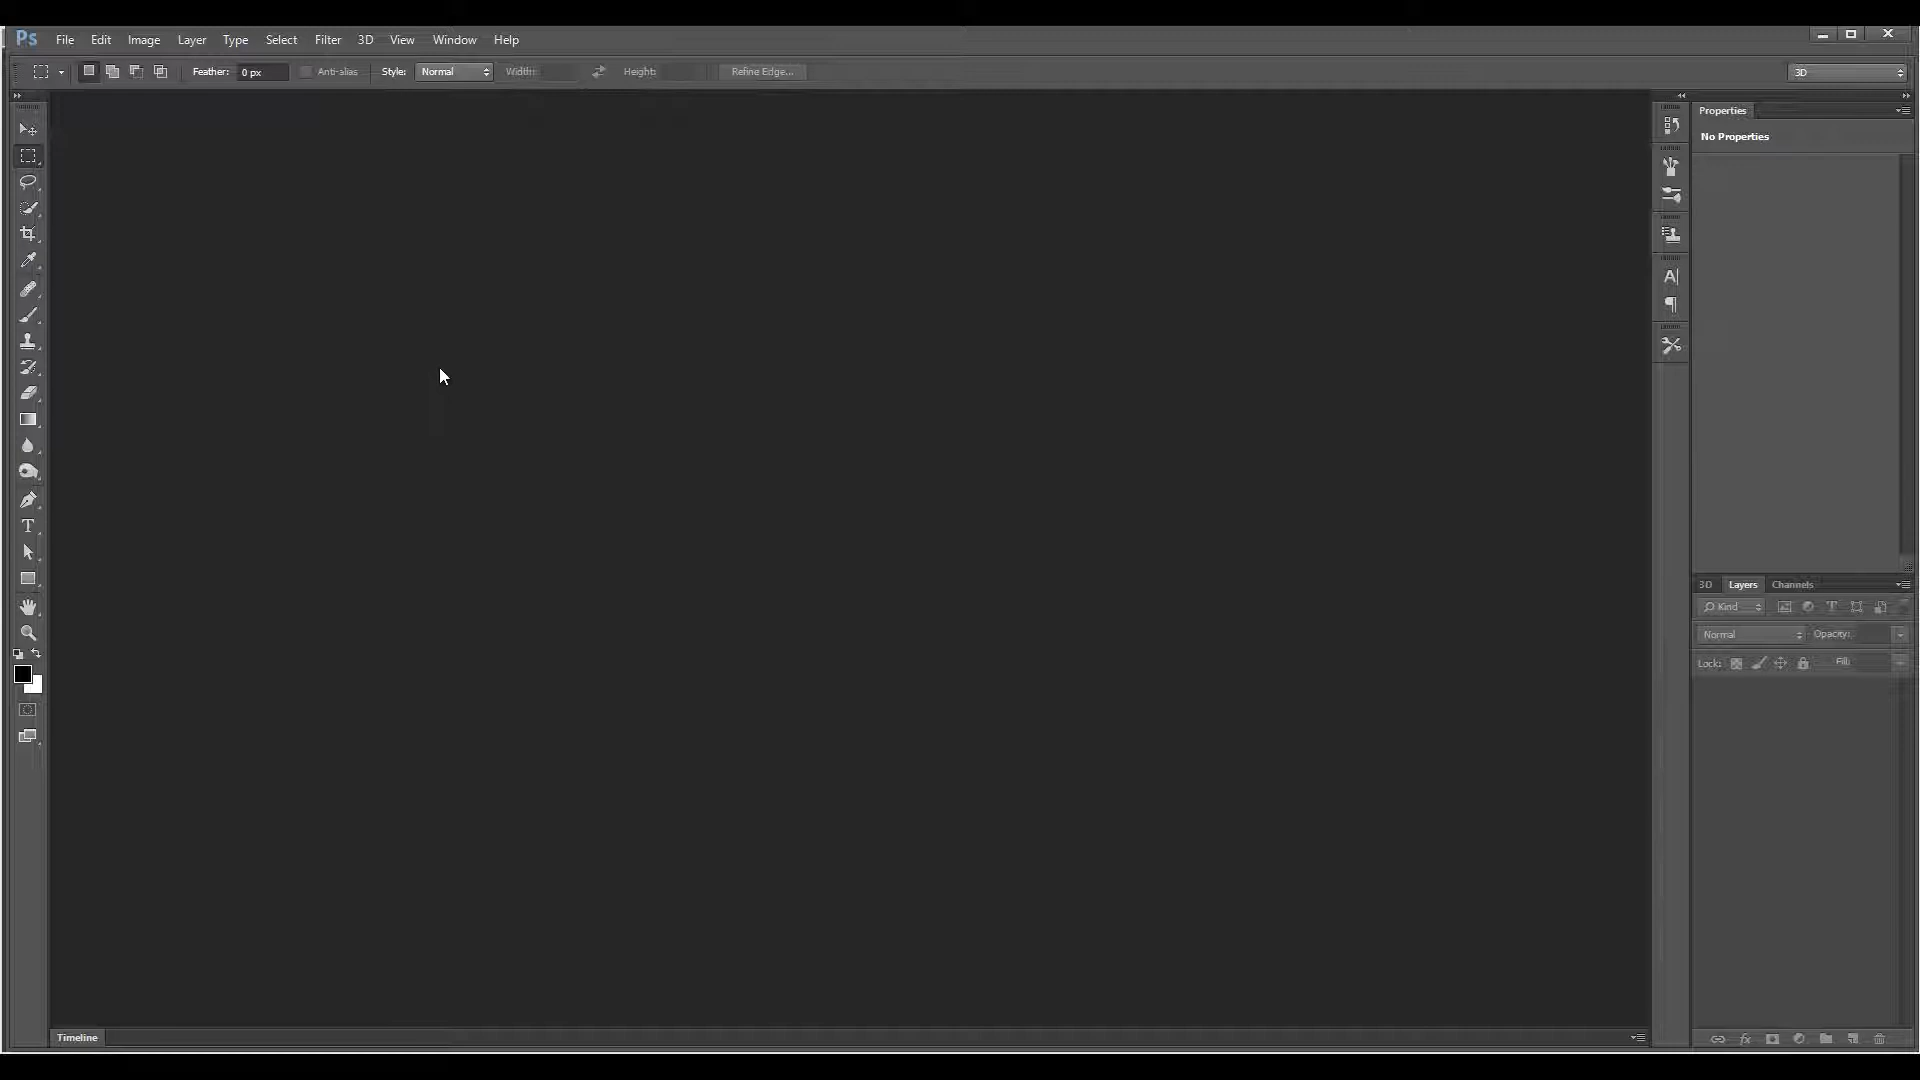 Ps File Edit Image Layer Type Select Filter 3D View Window Help
Feather: 0 px Anti-alias Style: Normal Width: Height: Refine Edge... 3D
Properties
No Properties
3D Layers Channels
Kind
Normal Opacity:
Lock: Fill:
Timeline